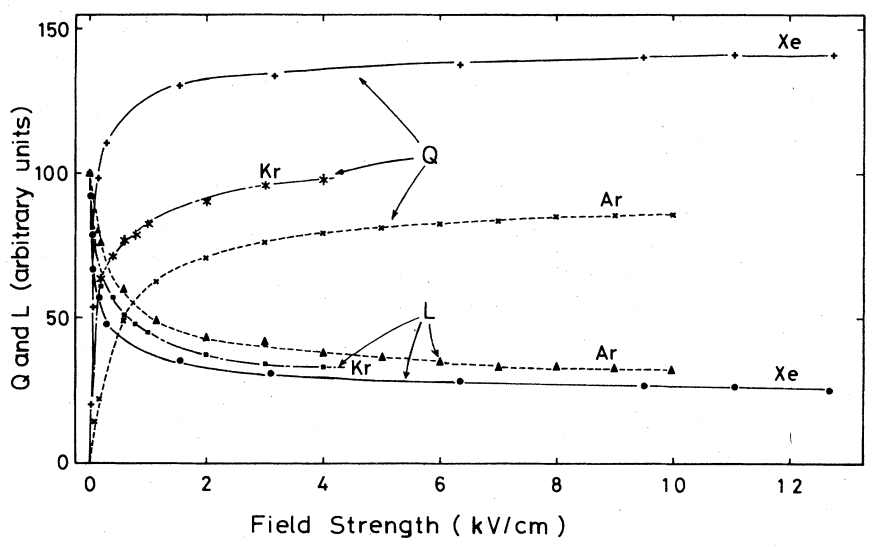 150
100
50
0
Q and L (arbitrary units)
Xe
Q
Kr
Ar
L
Ar
Kr
Xe
0 2 4 6 8 10 12
Field Strength ( kV/cm )